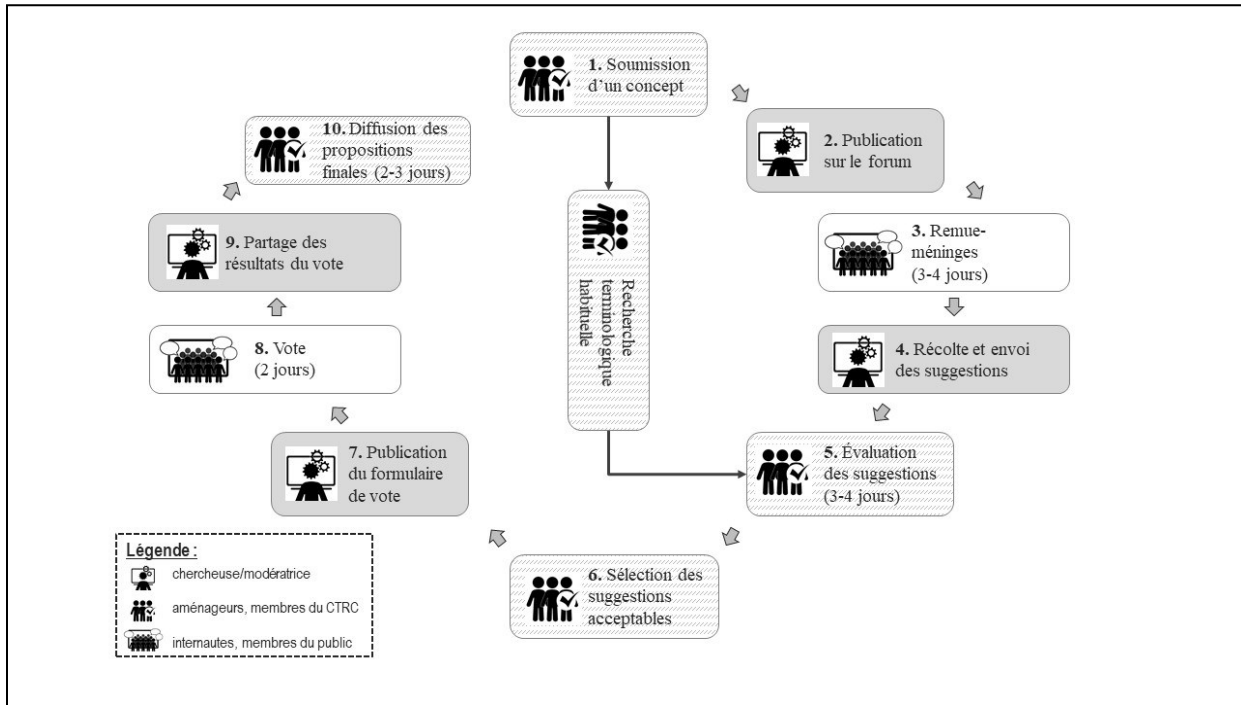 1. Soumission
d’un concept
2. Publication
sur le forum
3. Remue-
méninges
(3-4 jours)
4. Récolte et envoi
des suggestions
5. Évaluation
des suggestions
(3-4 jours)
6. Sélection des
suggestions
acceptables
7. Publication
du formulaire
de vote
8. Vote
(2 jours)
9. Partage des
résultats du vote
10. Diffusion des
propositions
finales (2-3 jours)
Recherche
terminologique
habituelle
Légende :
chercheuse/modératrice
aménageurs, membres du CTRC
internautes, membres du public